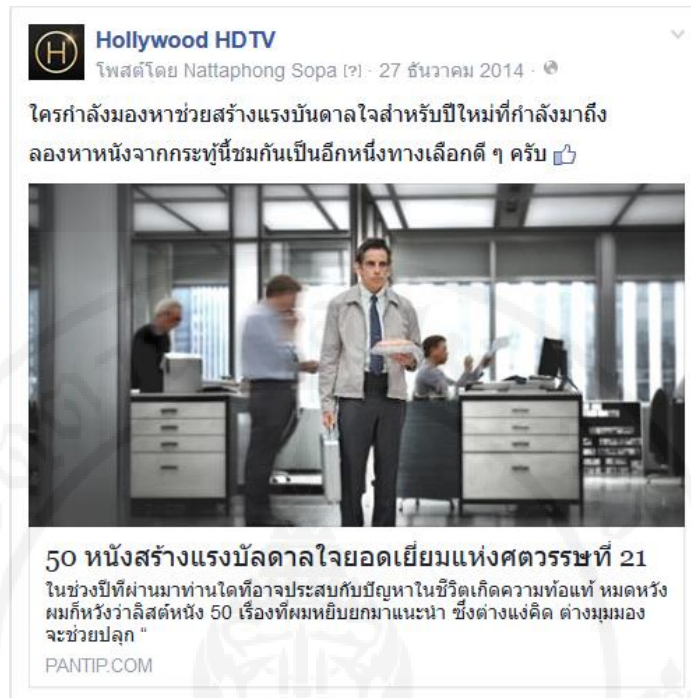 H
Hollywood HDTV
โพสต์โดย Nattaphong Sopa [?] · 27 ธันวาคม 2014 ·
ใครกำลังมองหาช่วยสร้างแรงบันดาลใจสำหรับปีใหม่ที่กำลังมาถึง
ลองหาหนังจากกระทู้นี้ชมกันเป็นอีกหนึ่งทางเลือกดี ๆ ครับ
50 หนังสร้างแรงบัลดาลใจยอดเยี่ยมแห่งศตวรรษที่ 21
ในช่วงปีที่ผ่านมาท่านใดที่อาจประสบกับปัญหาในชีวิตเกิดความท้อแท้ หมดหวัง
ผมก็หวังว่าลิสต์หนัง 50 เรื่องที่ผมหยิบยกมาแนะนำ ซึ่งต่างแง่คิด ต่างมุมมอง
จะช่วยปลุก “
PANTIP.COM